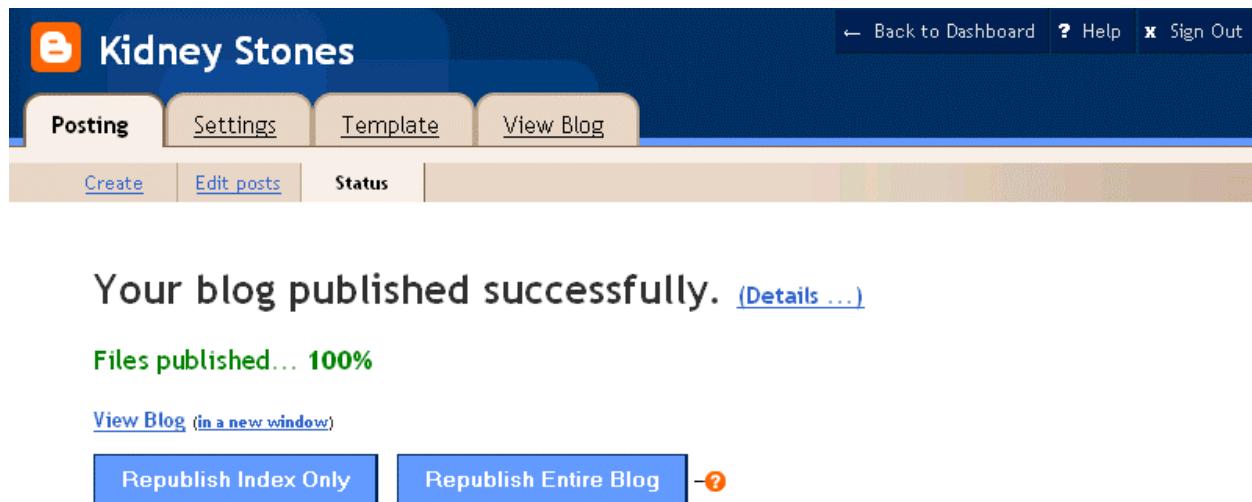 Kidney Stones
← Back to Dashboard ? Help x Sign Out
Posting Settings Template View Blog
Create Edit posts Status
Your blog published successfully. (Details ...)
Files published... 100%
View Blog (in a new window)
Republish Index Only Republish Entire Blog –?